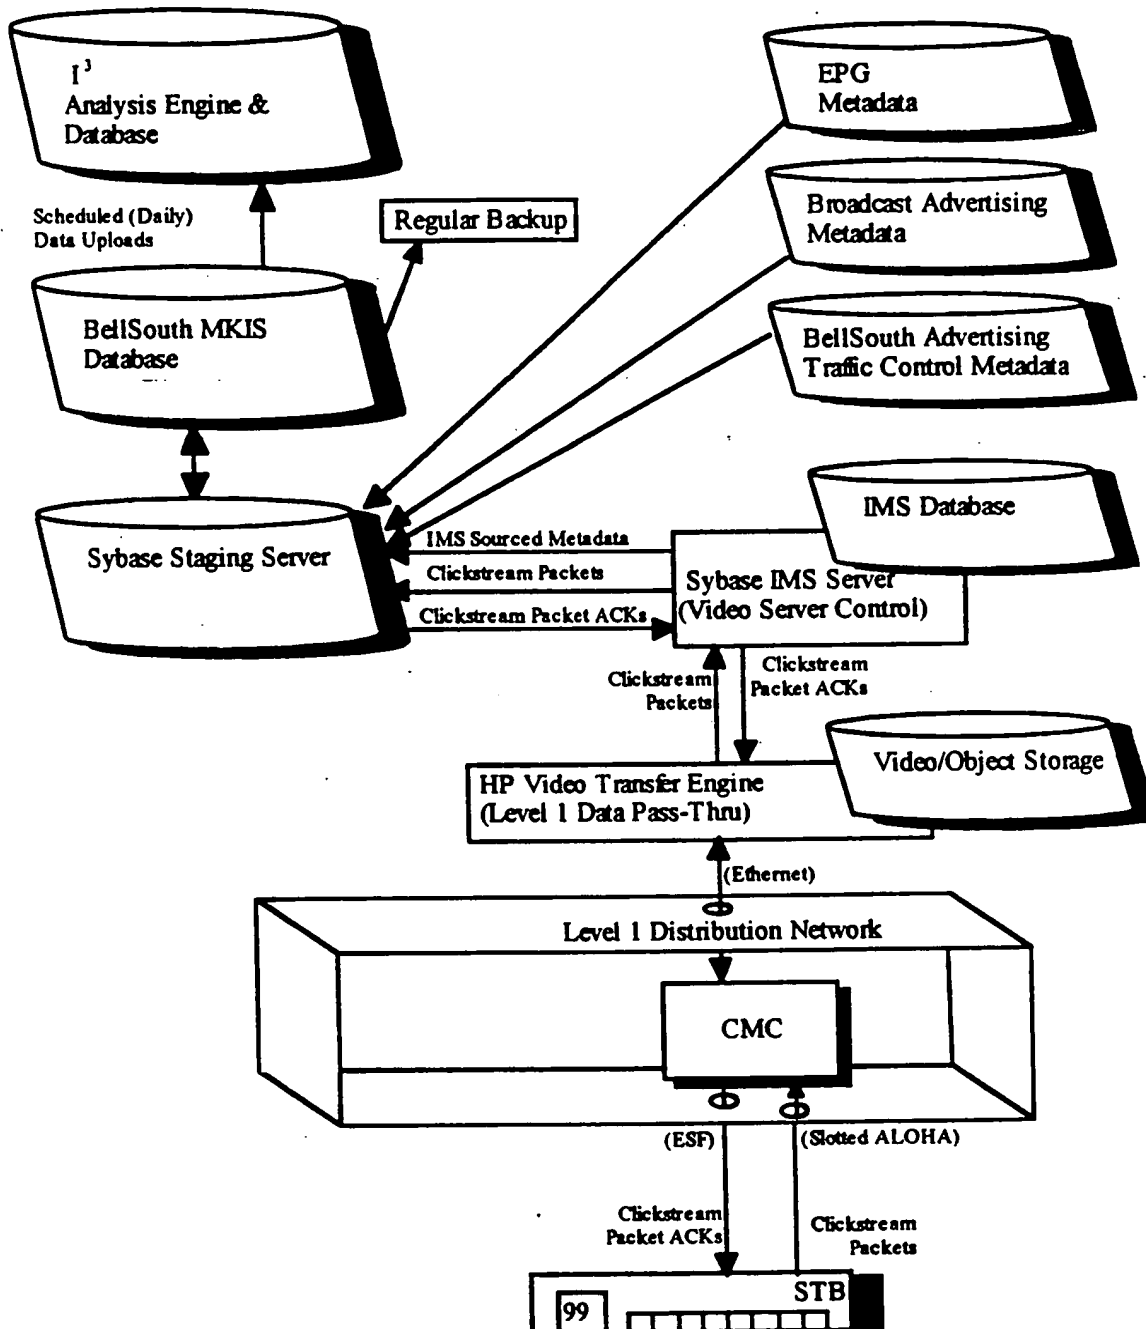 I³
Analysis Engine &
Database
EPG
Metadata
Scheduled (Daily)
Data Uploads
Regular Backup
Broadcast Advertising
Metadata
BellSouth MKIS
Database
BellSouth Advertising
Traffic Control Metadata
IMS Database
Sybase Staging Server
IMS Sourced Metadata
Clickstream Packets
Clickstream Packet ACKs
Sybase IMS Server
(Video Server Control)
Clickstream
Packets
Clickstream
Packet ACKs
Video/Object Storage
HP Video Transfer Engine
(Level 1 Data Pass-Thru)
(Ethernet)
Level 1 Distribution Network
CMC
(ESF)
(Slotted ALOHA)
Clickstream
Packet ACKs
Clickstream
Packets
STB
99